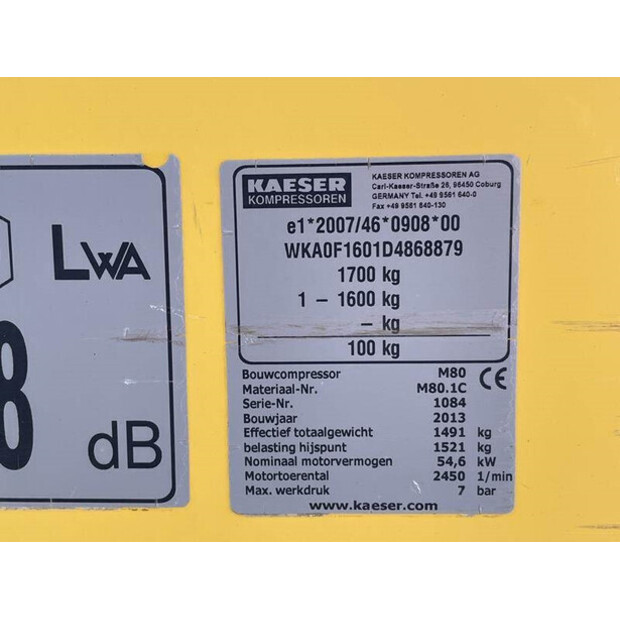 LWA
8
dB
KAESER
KOMPRESSOREN
KAESER KOMPRESSOREN AG
Carl-Kaeser-Straße 26, 96450 Coburg
GERMANY Tel. +49 9561 640-0
Fax +49 9561 640-130
e1*2007/46*0908*00
WKA0F1601D4868879
1700 kg
1 – 1600 kg
– kg
100 kg
Bouwcompressor M80
Materiaal-Nr. M80.1C
Serie-Nr. 1084
Bouwjaar 2013
Effectief totaalgewicht 1491 kg
belasting hijspunt 1521 kg
Nominaal motorvermogen 54,6 kW
Motortoerental 2450 1/min
Max. werkdruk 7 bar
CE
www.kaeser.com